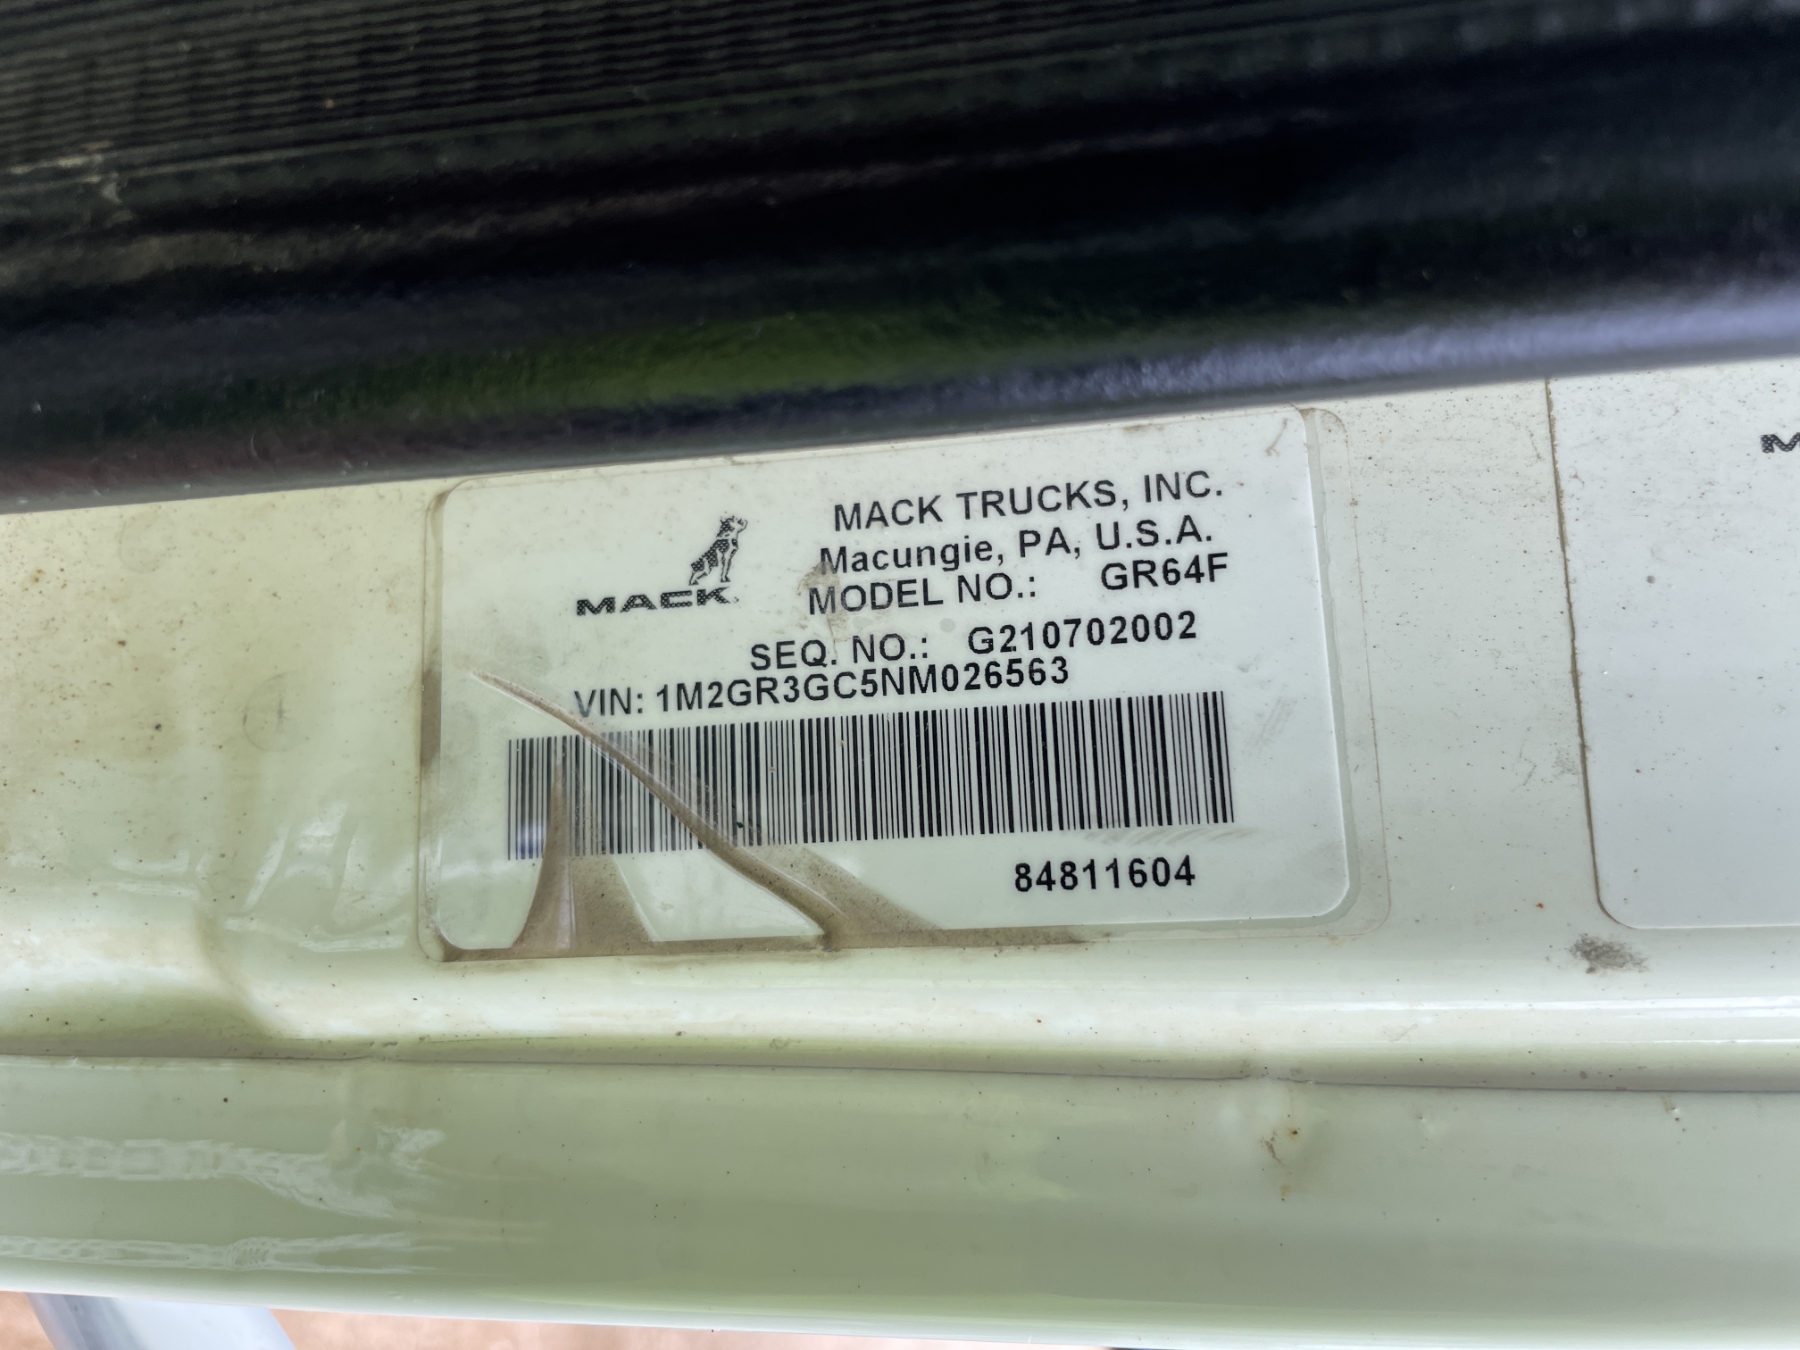 MACK TRUCKS, INC.
Macungie, PA, U.S.A.
MACK
MODEL NO.: GR64F
SEQ. NO.: G210702002
VIN: 1M2GR3GC5NM026563
84811604